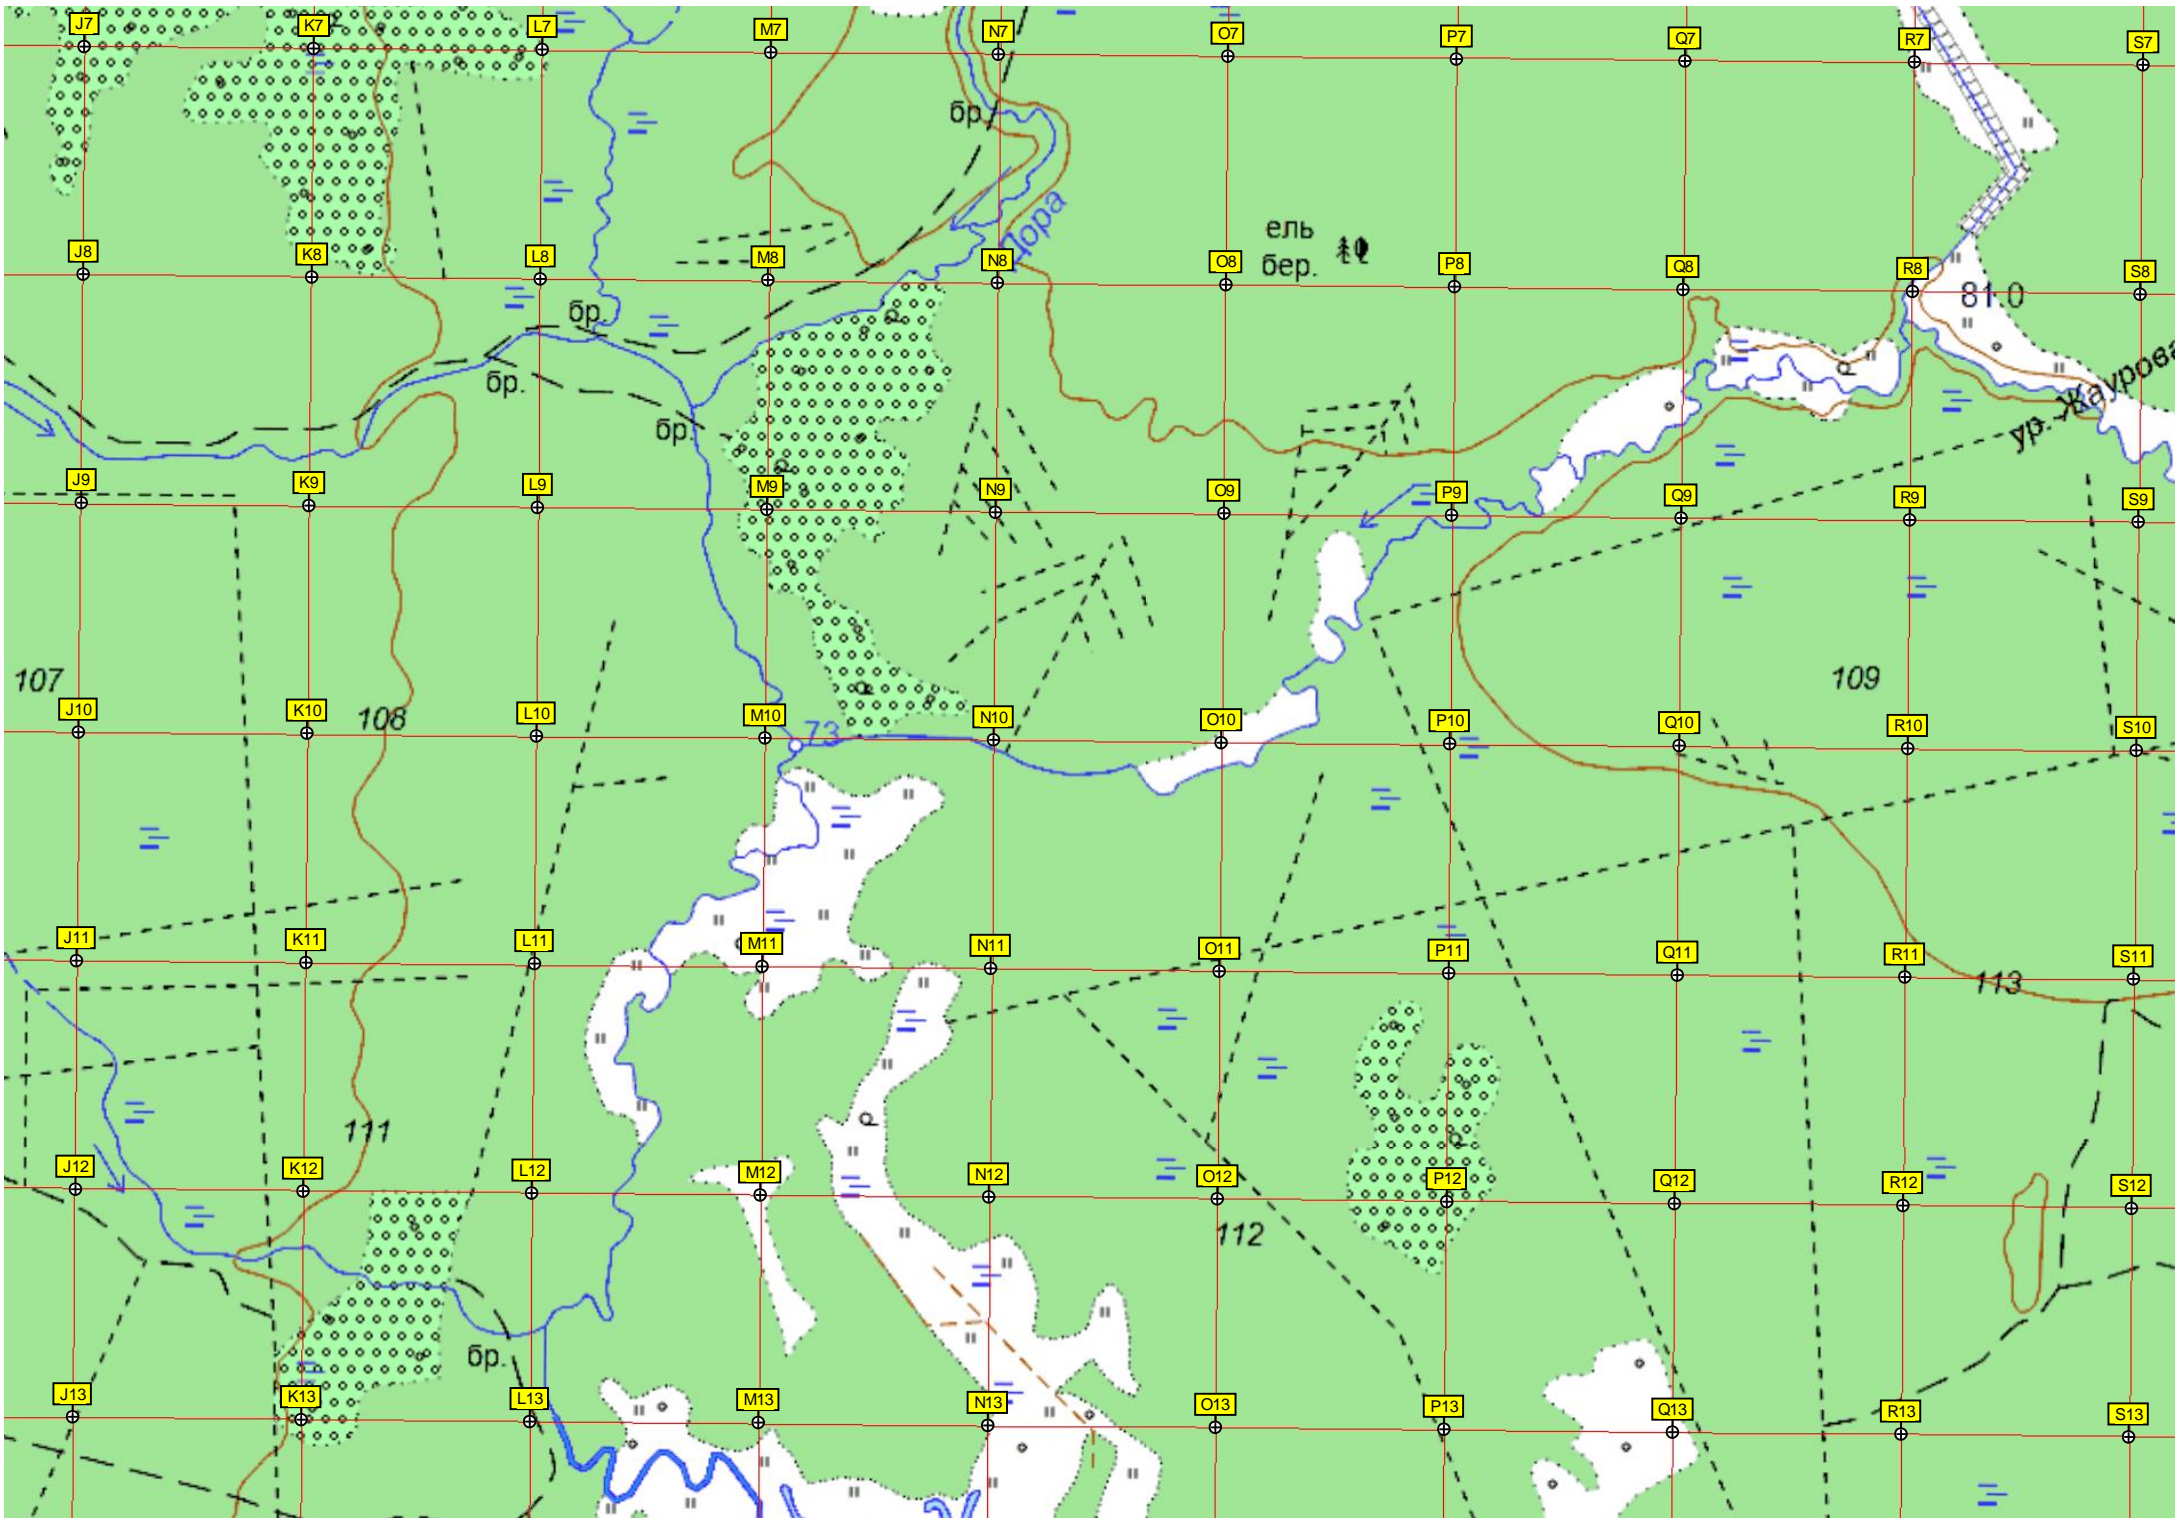 J7 K7 L7 M7 N7 O7 P7 Q7 R7 S7
бр.
Лора
ель
бер.
J8 K8 L8 M8 N8 O8 P8 Q8 R8 S8
81.0
бр.
бр.
бр.
ур. Жаурова
J9 K9 L9 M9 N9 O9 P9 Q9 R9 S9
107
109
J10 K10 L10 M10 N10 O10 P10 Q10 R10 S10
108
73
J11 K11 L11 M11 N11 O11 P11 Q11 R11 S11
113
111
J12 K12 L12 M12 N12 O12 P12 Q12 R12 S12
112
бр.
J13 K13 L13 M13 N13 O13 P13 Q13 R13 S13